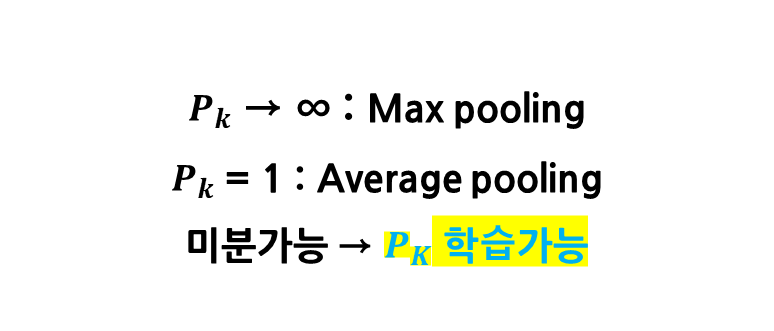 P_k → ∞ : Max pooling
P_k = 1 : Average pooling
미분가능 → P_K 학습가능